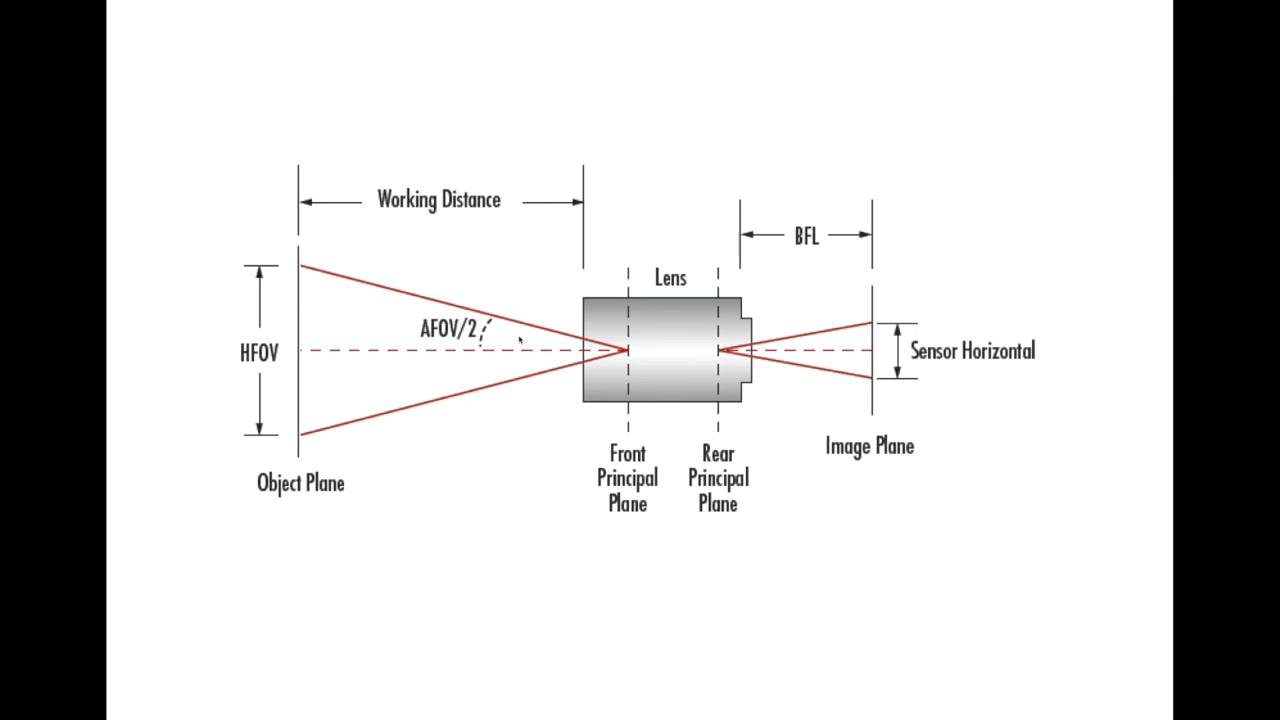 Working Distance
BFL
Lens
AFOV/2
HFOV
Sensor Horizontal
Front
Principal
Plane
Rear
Principal
Plane
Image Plane
Object Plane